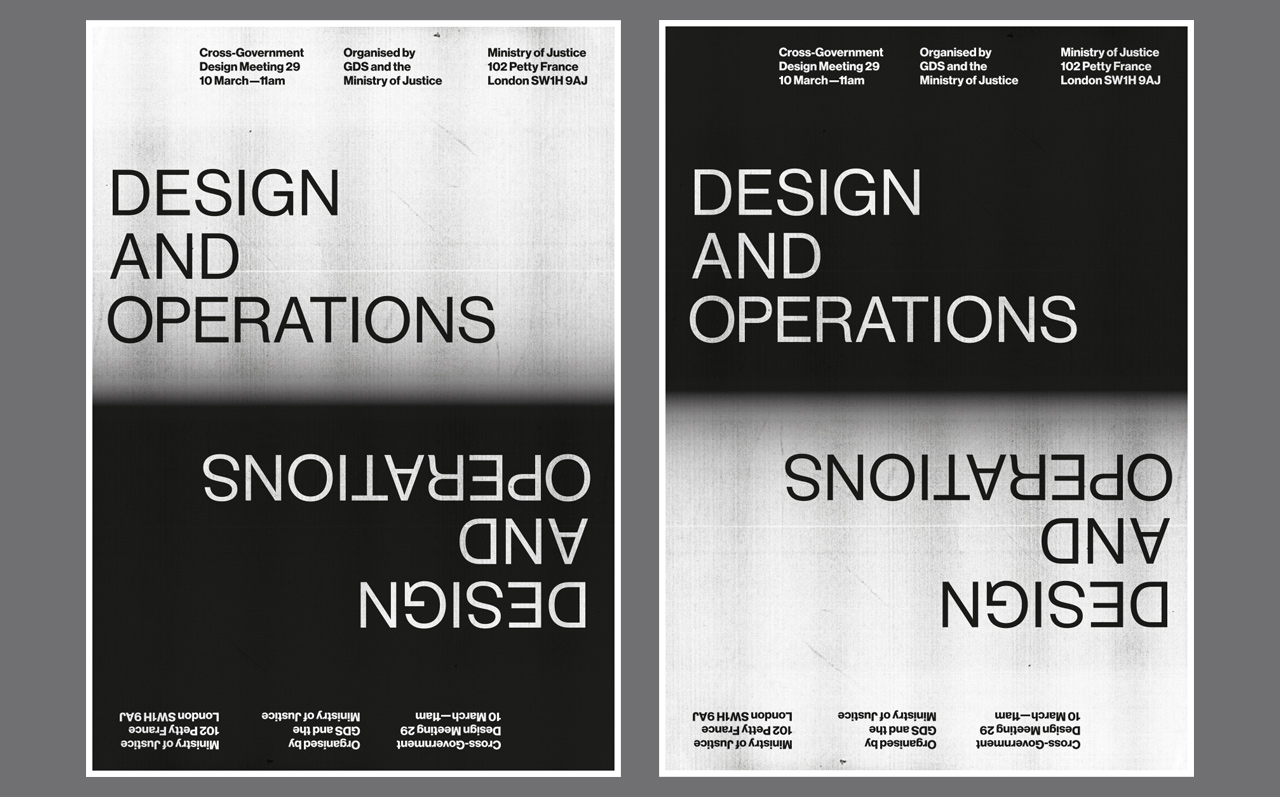 Cross-Government
Design Meeting 29
10 March—11am
Organised by
GDS and the
Ministry of Justice
Ministry of Justice
102 Petty France
London SW1H 9AJ
DESIGN
AND
OPERATIONS
DESIGN
AND
OPERATIONS
Cross-Government
Design Meeting 29
10 March—11am
Organised by
GDS and the
Ministry of Justice
Ministry of Justice
102 Petty France
London SW1H 9AJ
Cross-Government
Design Meeting 29
10 March—11am
Organised by
GDS and the
Ministry of Justice
Ministry of Justice
102 Petty France
London SW1H 9AJ
DESIGN
AND
OPERATIONS
DESIGN
AND
OPERATIONS
Cross-Government
Design Meeting 29
10 March—11am
Organised by
GDS and the
Ministry of Justice
Ministry of Justice
102 Petty France
London SW1H 9AJ